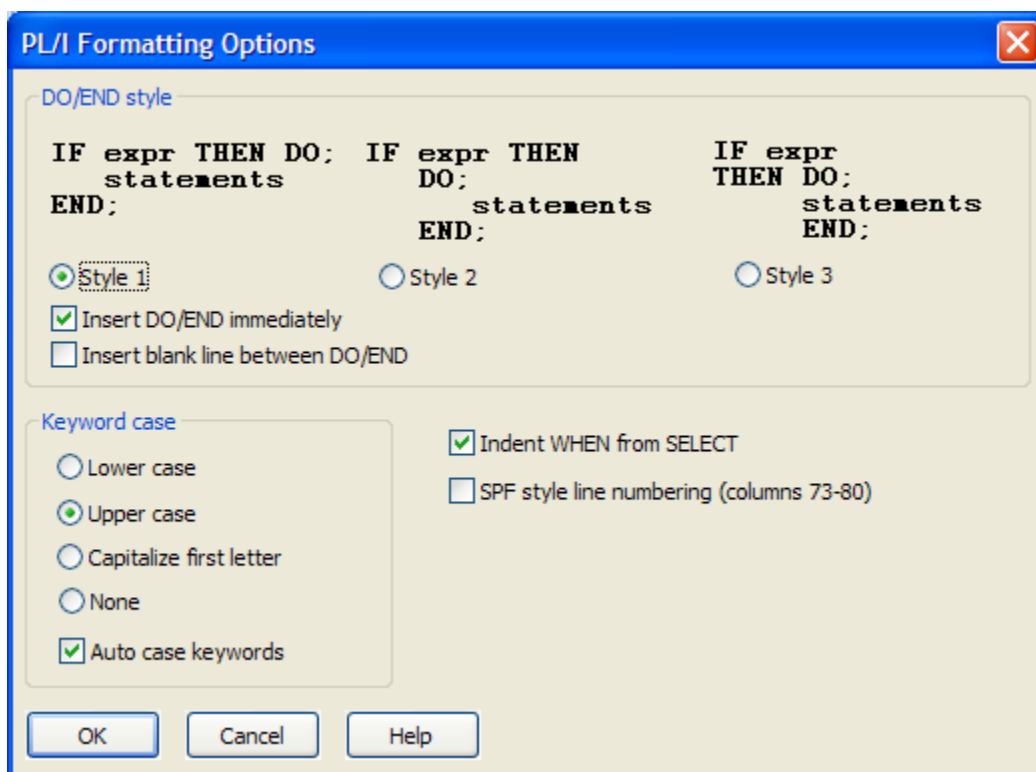 PL/I Formatting Options
DO/END style
IF expr THEN DO;
statements
END;
IF expr THEN
DO;
statements
END;
IF expr
THEN DO;
statements
END;
Style 1
Style 2
Style 3
Insert DO/END immediately
Insert blank line between DO/END
Keyword case
Lower case
Upper case
Capitalize first letter
None
Auto case keywords
Indent WHEN from SELECT
SPF style line numbering (columns 73-80)
OK
Cancel
Help